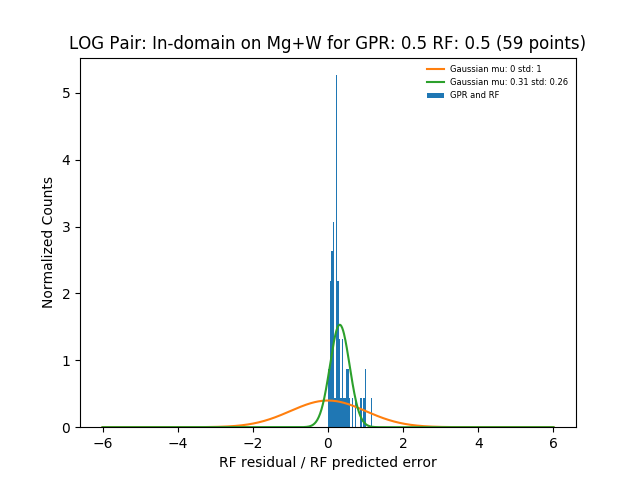 LOG Pair: In-domain on Mg+W for GPR: 0.5 RF: 0.5 (59 points)
Gaussian mu: 0 std: 1
Gaussian mu: 0.31 std: 0.26
GPR and RF
Normalized Counts
5
4
3
2
1
0
−6 −4 −2 0 2 4 6
RF residual / RF predicted error